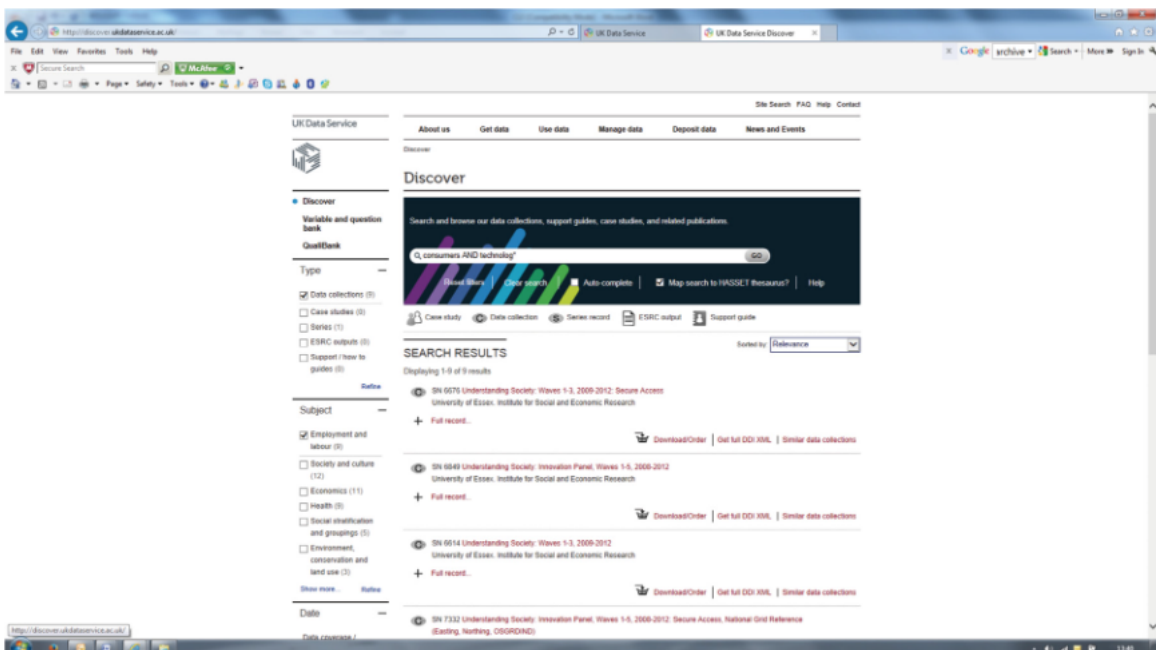 http://discover.ukdataservice.ac.uk/
UK Data Service
UK Data Service Discover
File Edit View Favorites Tools Help
Google archive Search More » Sign In
Secure Search
McAfee
Page Safety Tools
Site Search FAQ Help Contact
UK Data Service
About us Get data Use data Manage data Deposit data News and Events
Discover
Discover
Discover
Variable and question
bank
QualiBank
Search and browse our data collections, support guides, case studies, and related publications.
consumers AND technolog*
GO
Reset filters Clear search Auto-complete Map search to HASSET thesaurus? Help
Type
Data collections (9)
Case studies (0)
Series (1)
ESRC outputs (0)
Support / how to
guides (0)
Refine
Case study Data collection Series record ESRC output Support guide
Sorted by: Relevance
SEARCH RESULTS
Displaying 1-9 of 9 results
SN 6676 Understanding Society: Waves 1-3, 2009-2012: Secure Access
University of Essex. Institute for Social and Economic Research
+ Full record...
Download/Order Get full DDI XML Similar data collections
Subject
Employment and
labour (9)
Society and culture
(12)
Economics (11)
Health (9)
Social stratification
and groupings (5)
Environment,
conservation and
land use (3)
Show more... Refine
SN 6849 Understanding Society: Innovation Panel, Waves 1-5, 2008-2012
University of Essex. Institute for Social and Economic Research
+ Full record...
Download/Order Get full DDI XML Similar data collections
SN 6614 Understanding Society: Waves 1-3, 2009-2012
University of Essex. Institute for Social and Economic Research
+ Full record...
Download/Order Get full DDI XML Similar data collections
Date
Data coverage /
SN 7332 Understanding Society: Innovation Panel, Waves 1-5, 2008-2012: Secure Access, National Grid Reference
(Easting, Northing, OSGRDIND)
http://discover.ukdataservice.ac.uk/
13:40